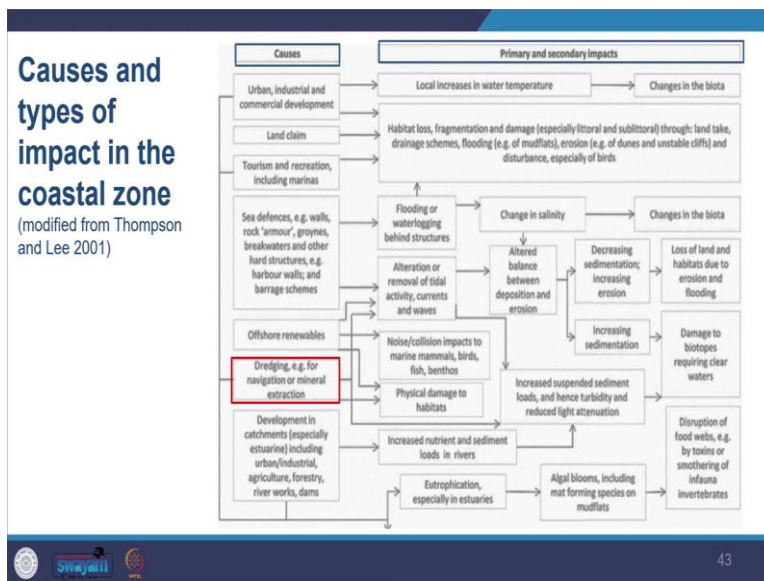 Causes and
types of
impact in the
coastal zone
(modified from Thompson
and Lee 2001)
Causes
Primary and secondary impacts
Urban, industrial and
commercial development
Local increases in water temperature
Changes in the biota
Land claim
Habitat loss, fragmentation and damage (especially littoral and sublittoral) through: land take,
drainage schemes, flooding (e.g. of mudflats), erosion (e.g. of dunes and unstable cliffs) and
disturbance, especially of birds
Tourism and recreation,
including marinas
Sea defences, e.g. walls,
rock 'armour', groynes,
breakwaters and other
hard structures, e.g.
harbour walls; and
barrage schemes
Flooding or
waterlogging
behind structures
Change in salinity
Changes in the biota
Alteration or
removal of tidal
activity, currents
and waves
Altered
balance
between
deposition and
erosion
Decreasing
sedimentation;
increasing
erosion
Loss of land and
habitats due to
erosion and
flooding
Increasing
sedimentation
Damage to
biotopes
requiring clear
waters
Offshore renewables
Noise/collision impacts to
marine mammals, birds,
fish, benthos
Dredging, e.g. for
navigation or mineral
extraction
Physical damage to
habitats
Increased suspended sediment
loads, and hence turbidity and
reduced light attenuation
Development in
catchments (especially
estuarine) including
urban/industrial,
agriculture, forestry,
river works, dams
Increased nutrient and sediment
loads in rivers
Disruption of
food webs, e.g.
by toxins or
smothering of
infauna
invertebrates
Eutrophication,
especially in estuaries
Algal blooms, including
mat forming species on
mudflats
swayam
43